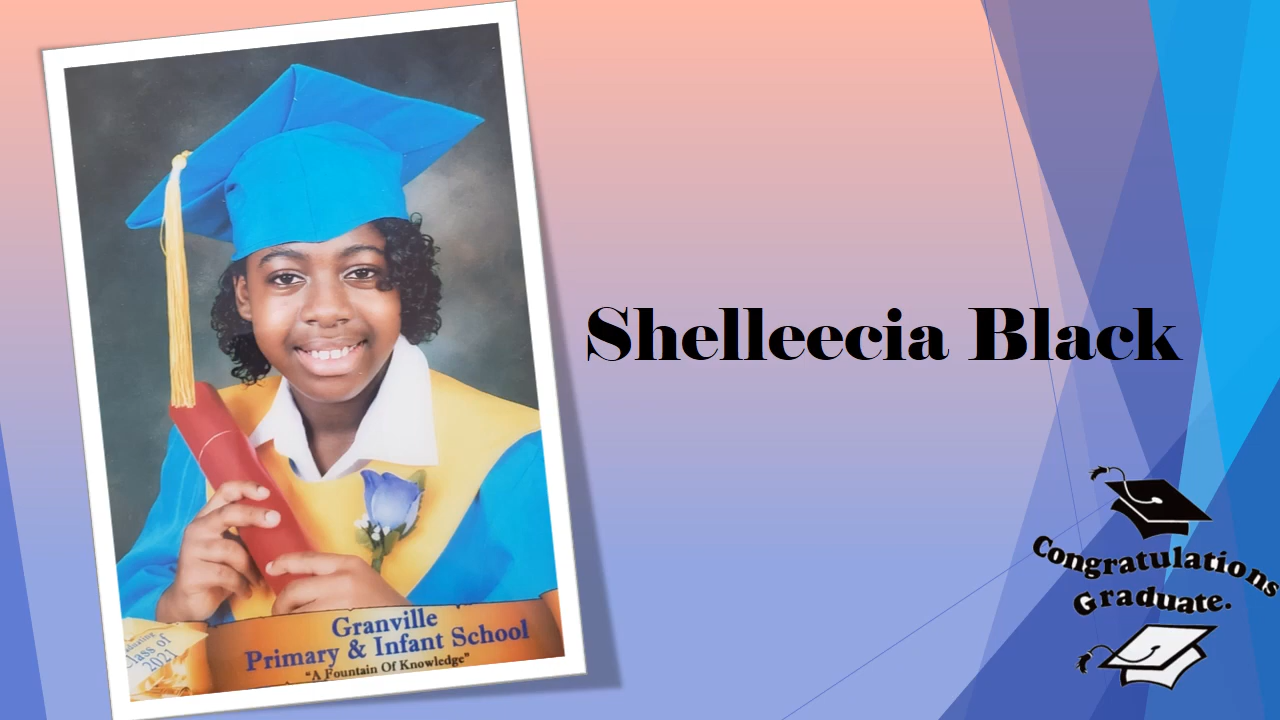 Shelleecia Black
Granville
Primary & Infant School
"A Fountain Of Knowledge"
Class of
2021
Congratulations
Graduate.